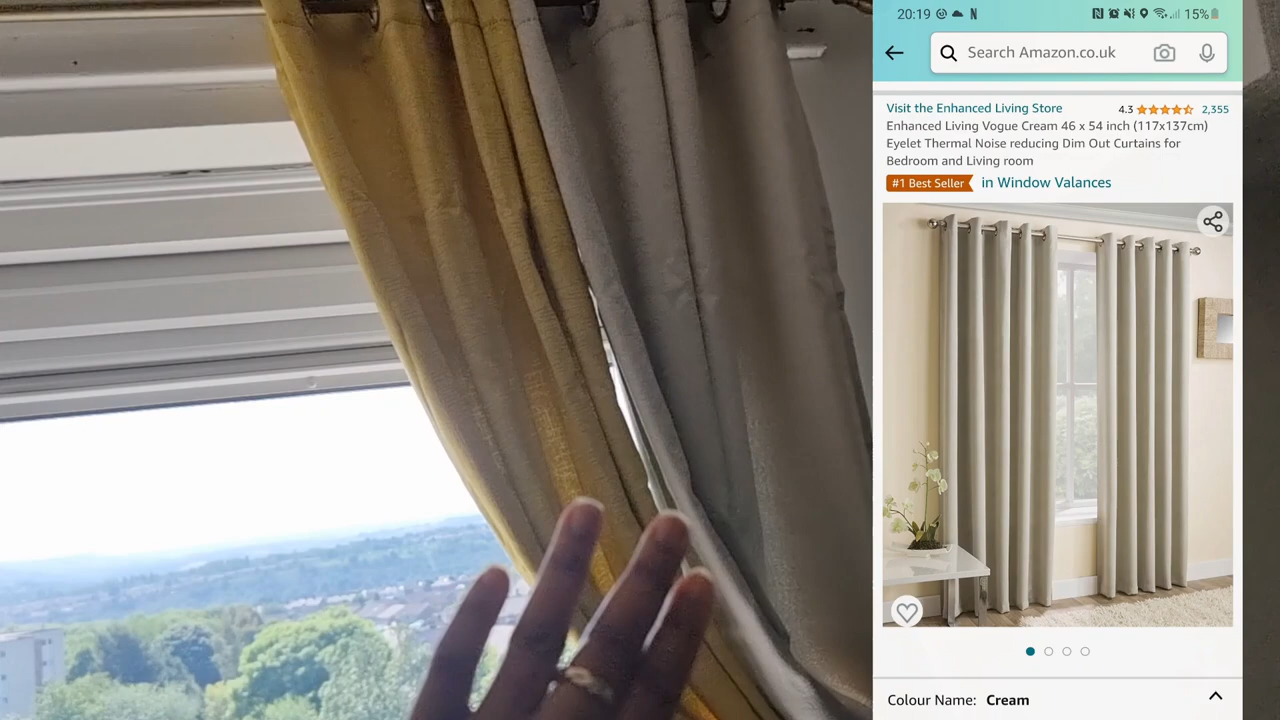 20:19 N 15%
Search Amazon.co.uk
Visit the Enhanced Living Store 4.3 2,355
Enhanced Living Vogue Cream 46 x 54 inch (117x137cm)
Eyelet Thermal Noise reducing Dim Out Curtains for
Bedroom and Living room
#1 Best Seller in Window Valances
Colour Name: Cream